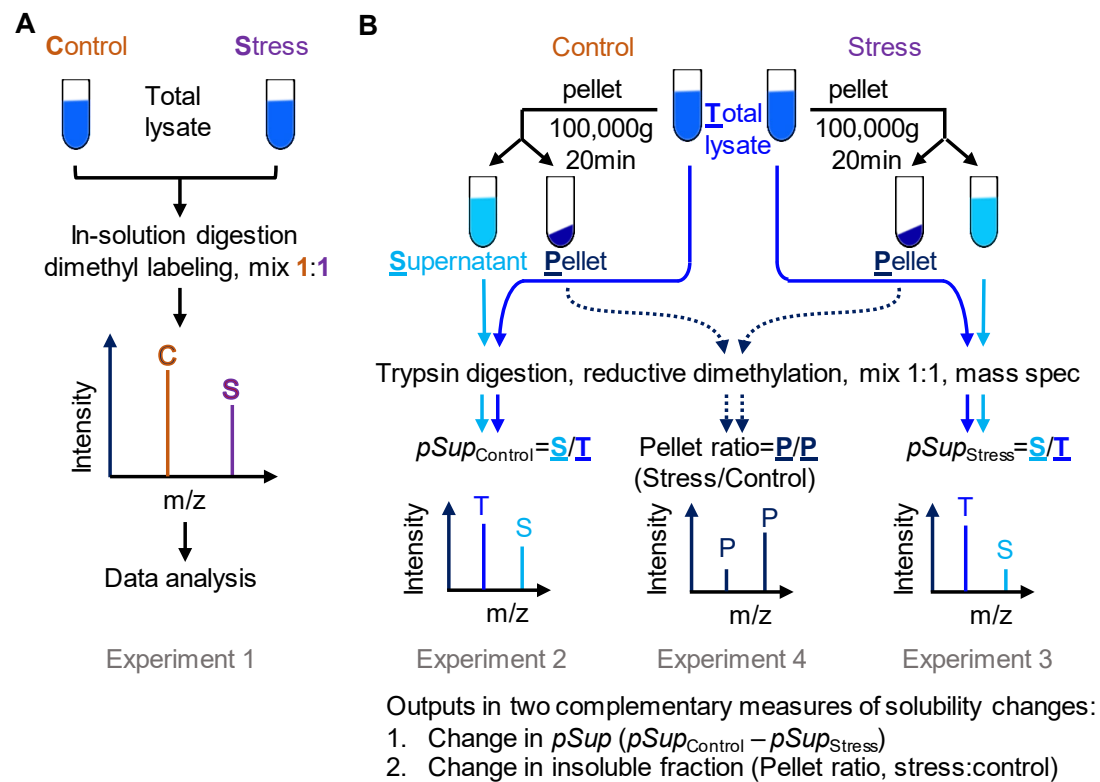 A
Control
Stress
Total
lysate
In-solution digestion
dimethyl labeling, mix 1:1
C
S
Intensity
m/z
Data analysis
Experiment 1
B
Control
Stress
pellet
100,000g
20min
Total
lysate
pellet
100,000g
20min
Supernatant
Pellet
Pellet
Trypsin digestion, reductive dimethylation, mix 1:1, mass spec
pSupControl=S/T
Pellet ratio=P/P
(Stress/Control)
pSupStress=S/T
Intensity
T
S
m/z
Intensity
P
P
m/z
Intensity
T
S
m/z
Experiment 2
Experiment 4
Experiment 3
Outputs in two complementary measures of solubility changes:
1. Change in pSup (pSupControl – pSupStress)
2. Change in insoluble fraction (Pellet ratio, stress:control)